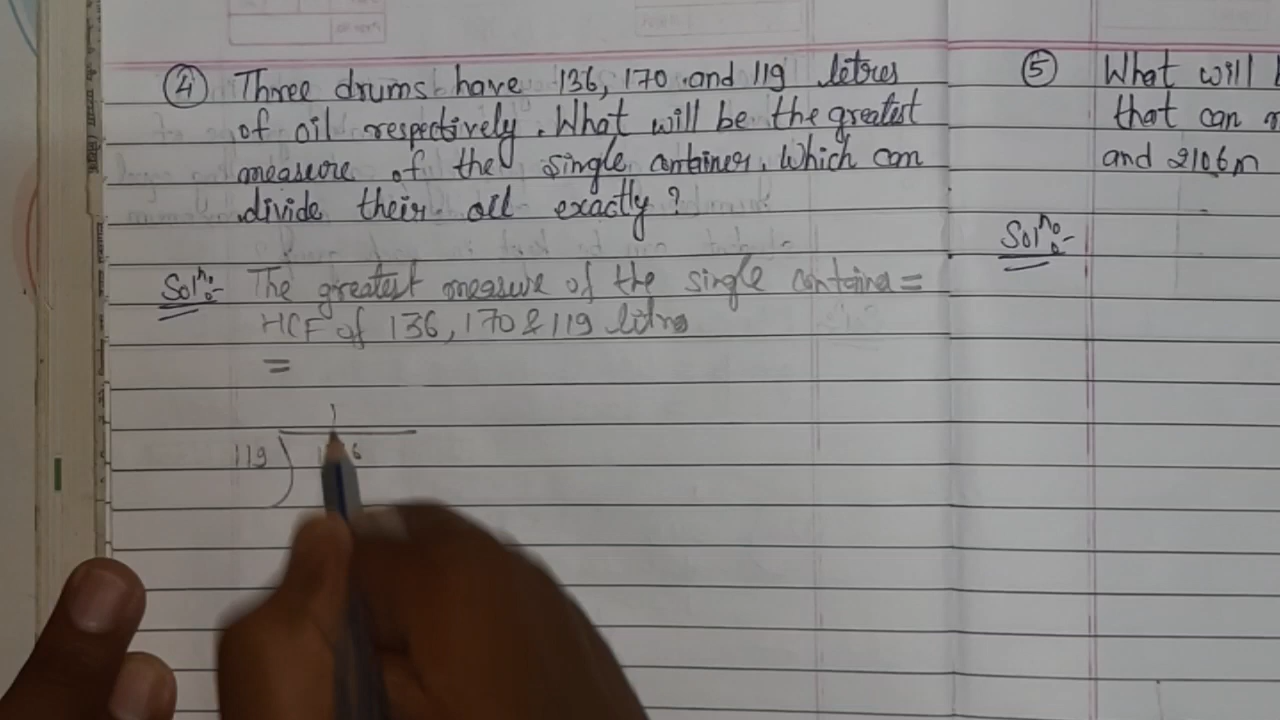 ④ Three drums have 136, 170 and 119 letres
of oil respectively. What will be the greatest
measure of the single container. Which can
divide their oil exactly?
Solⁿ:- The greatest measure of the single containe =
HCF of 136, 170 & 119 litres
=
1
119
⑤ What will
that can
and 2106m
Solⁿ:-